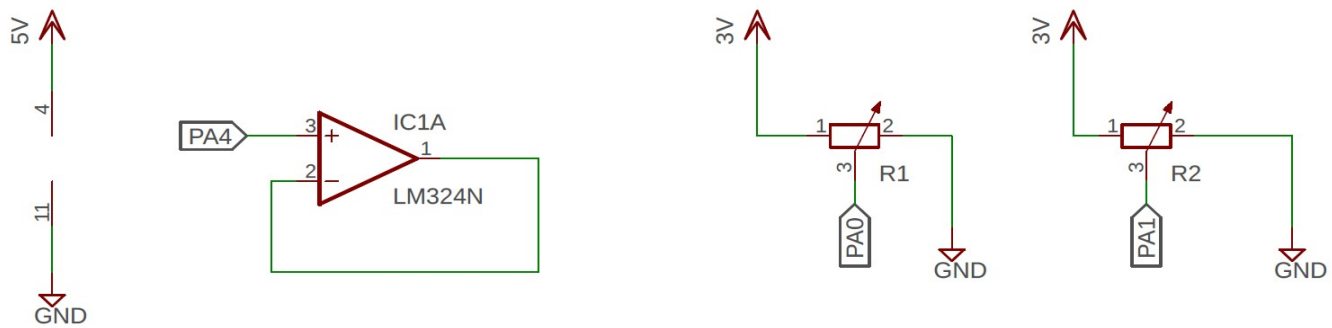 5V
4
11
GND
PA4
3
+
2
−
1
IC1A
LM324N
3V
1
2
3
R1
PA0
GND
3V
1
2
3
R2
PA1
GND